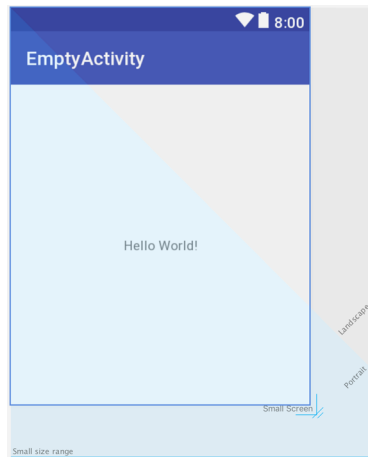 8:00
EmptyActivity
Hello World!
Landscape
Portrait
Small Screen
Small size range